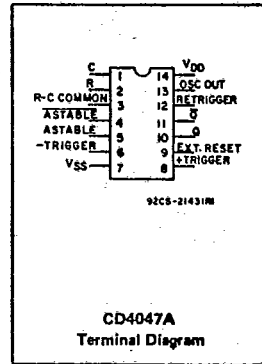 C 1 14 VDD
R 2 13 OSC OUT
R-C COMMON 3 12 RETRIGGER
ASTABLE 4 11 Q
ASTABLE 5 10 Q
-TRIGGER 6 9 EXT. RESET
VSS 7 8 +TRIGGER
92CS-21431RI
CD4047A
Terminal Diagram